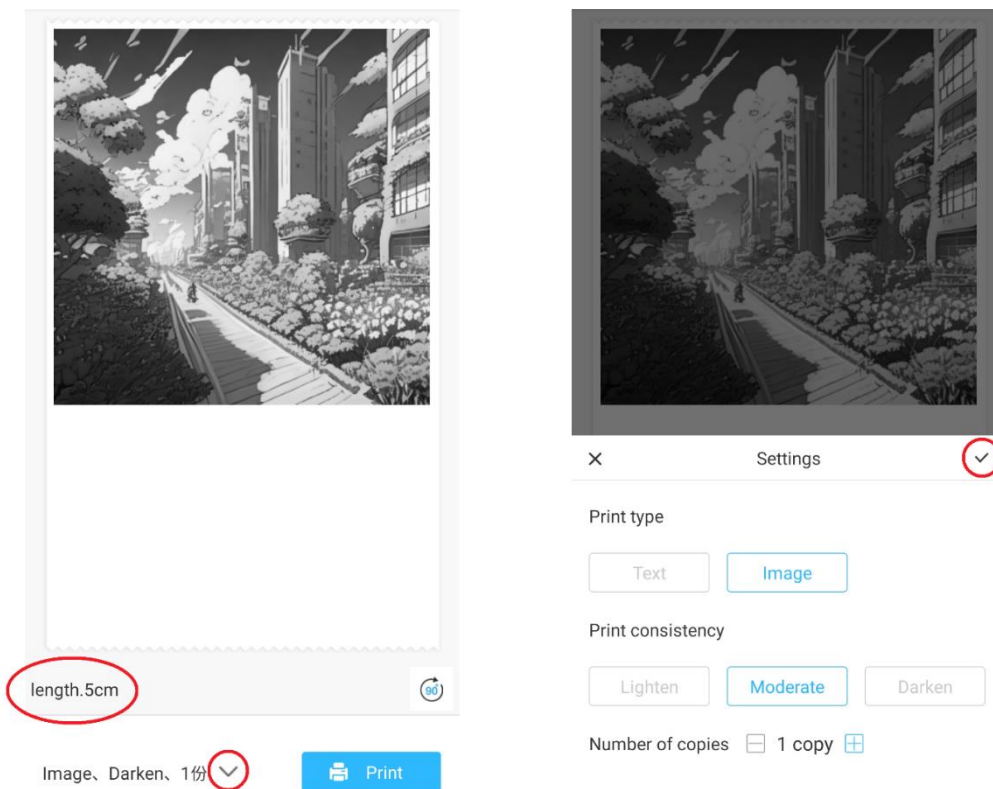 length.5cm
90
Image、Darken、1份
Print
Settings
Print type
Text
Image
Print consistency
Lighten
Moderate
Darken
Number of copies
1 copy